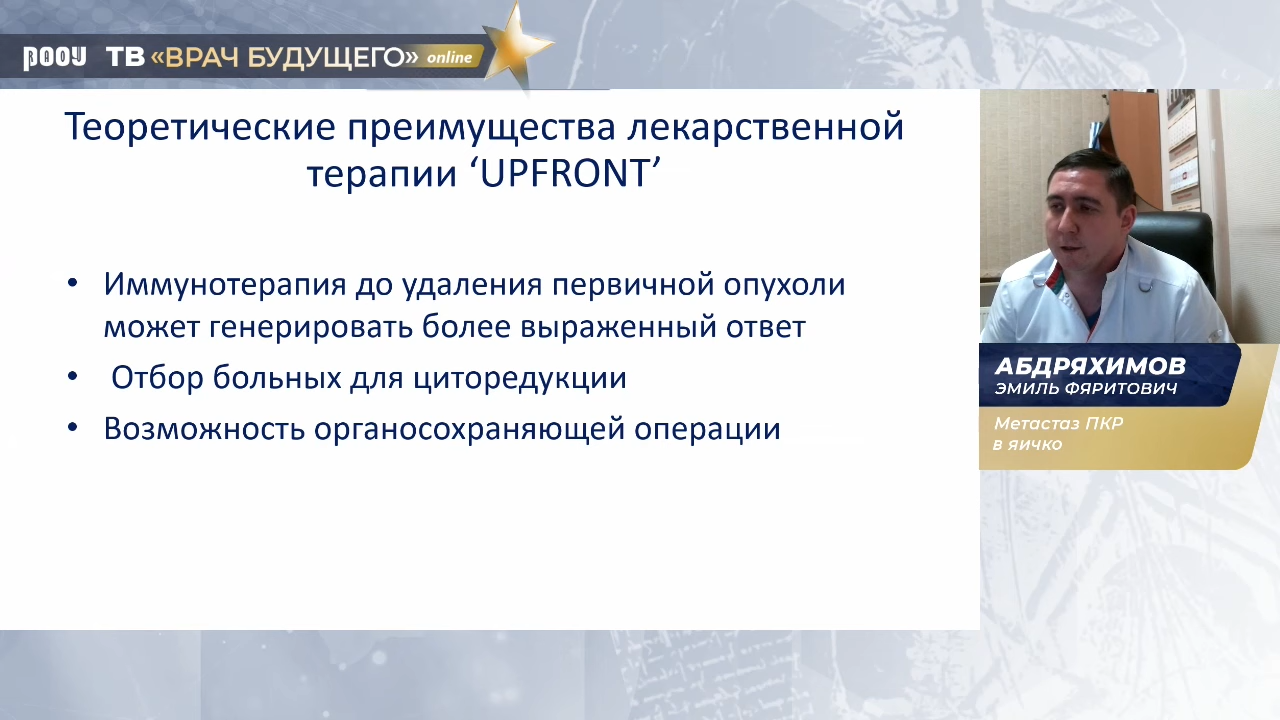 РООУ ТВ «ВРАЧ БУДУЩЕГО» online
Теоретические преимущества лекарственной
терапии ‘UPFRONT’
• Иммунотерапия до удаления первичной опухоли
может генерировать более выраженный ответ
• Отбор больных для циторедукции
• Возможность органосохраняющей операции
АБДРЯХИМОВ
ЭМИЛЬ ФЯРИТОВИЧ
Метастаз ПКР
в яичко